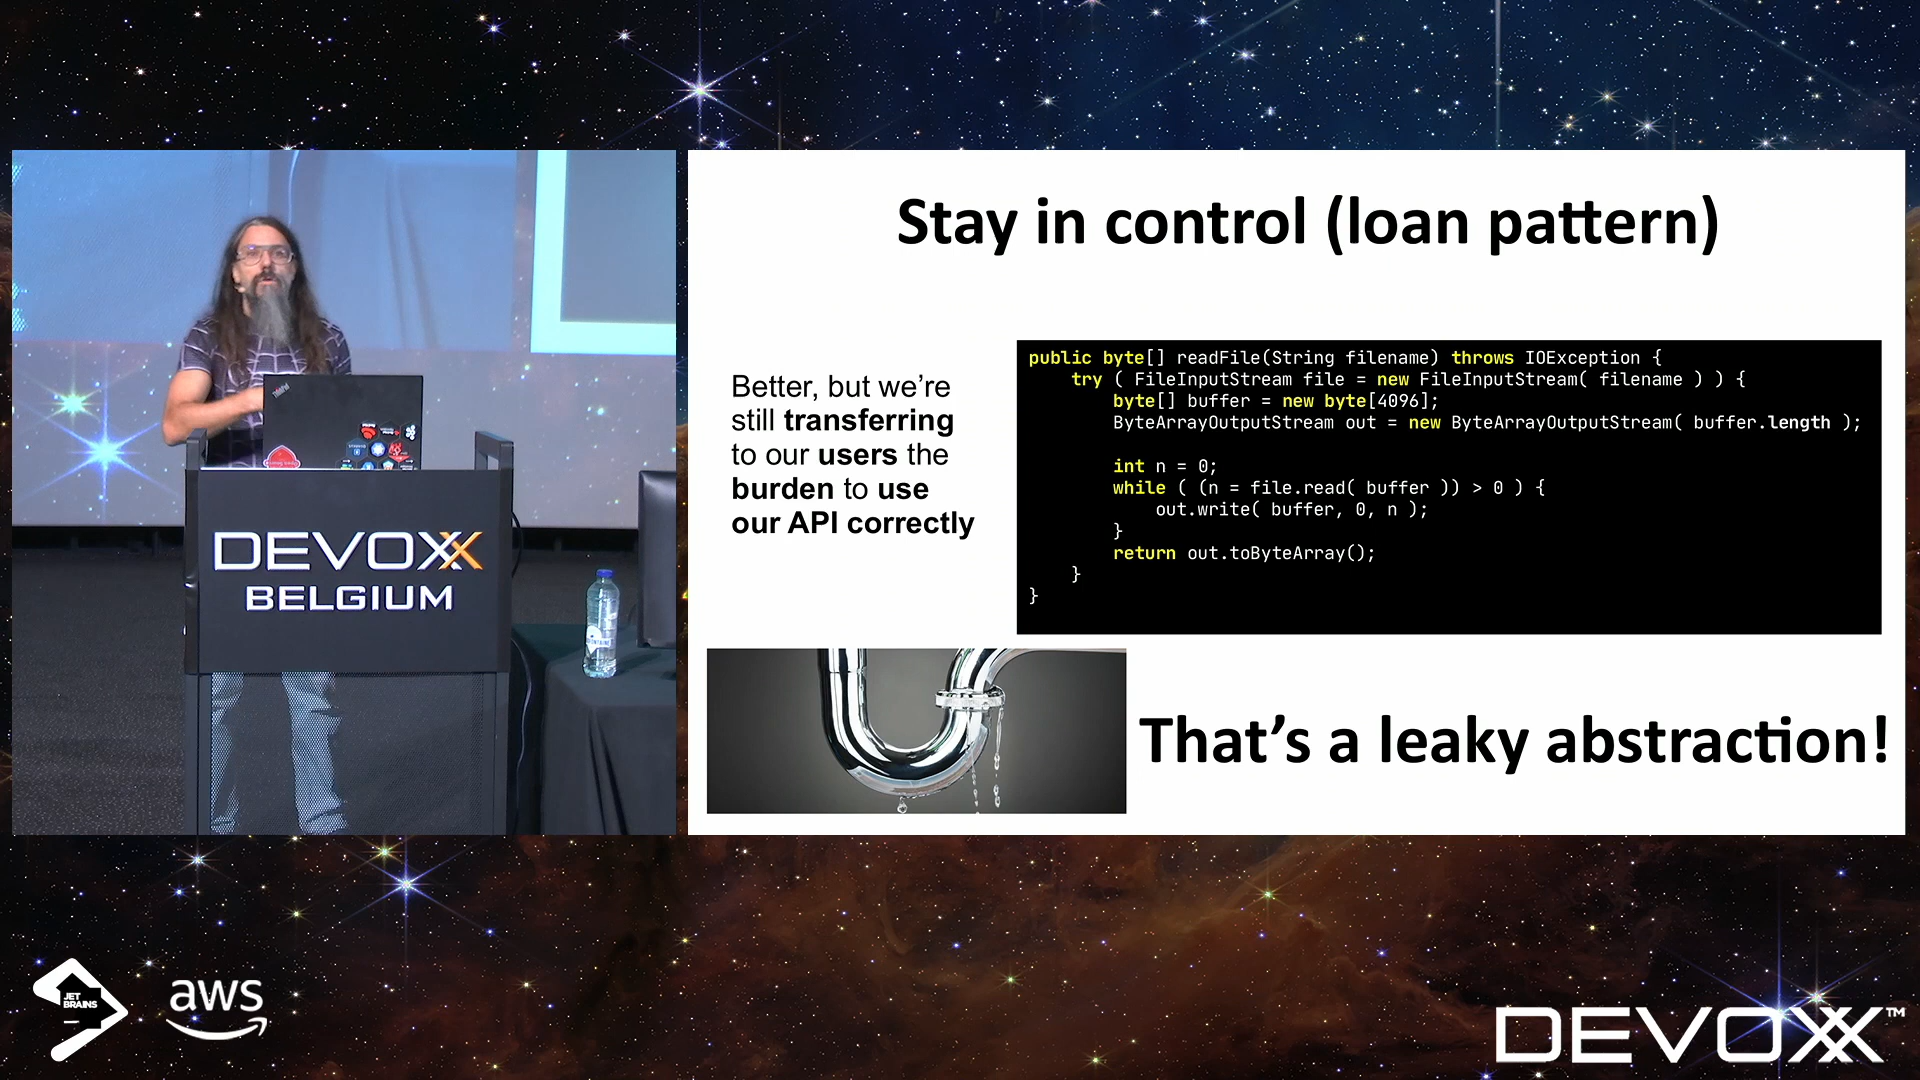 Stay in control (loan pattern)
Better, but we're
still transferring
to our users the
burden to use
our API correctly
public byte[] readFile(String filename) throws IOException {
    try ( FileInputStream file = new FileInputStream( filename ) ) {
        byte[] buffer = new byte[4096];
        ByteArrayOutputStream out = new ByteArrayOutputStream( buffer.length );
        int n = 0;
        while ( (n = file.read( buffer )) > 0 ) {
            out.write( buffer, 0, n );
        }
        return out.toByteArray();
    }
}
That's a leaky abstraction!
ThinkPad
DEVOXX
BELGIUM
JET
BRAINS
aws
DEVOXX™